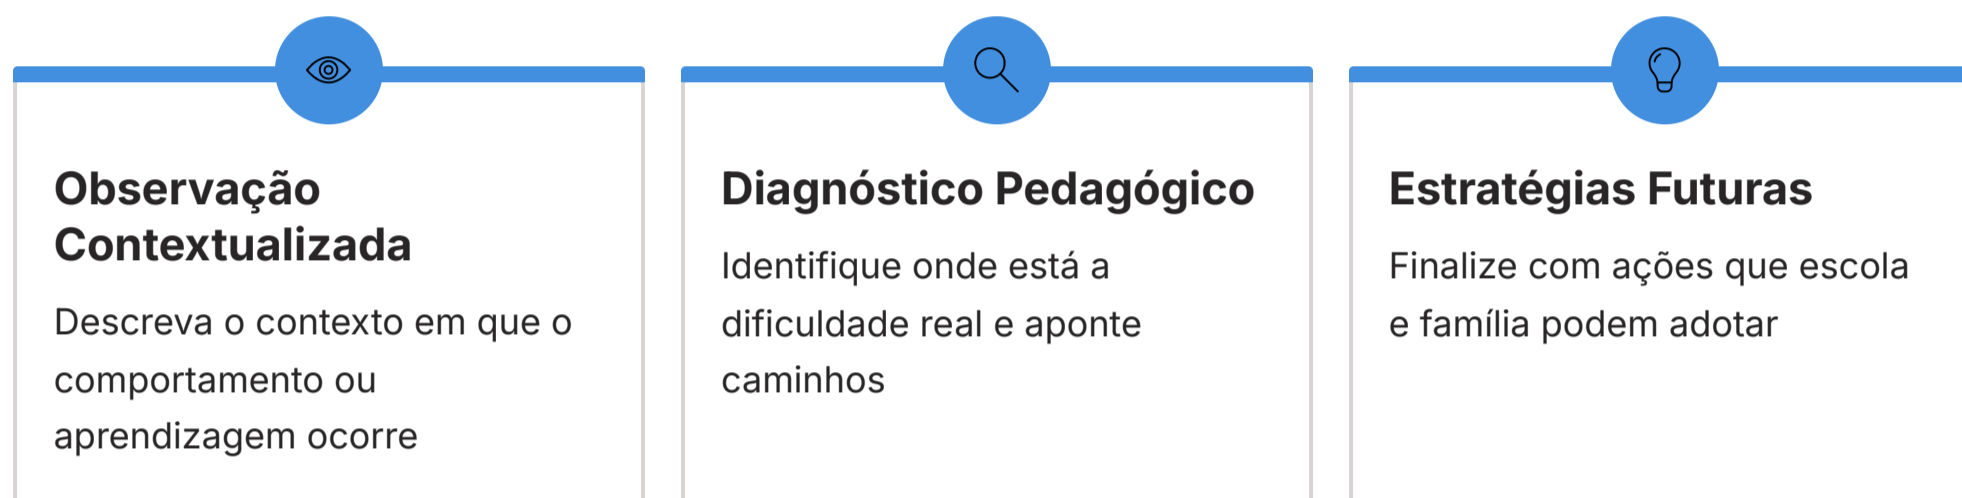 Observação
Contextualizada
Descreva o contexto em que o
comportamento ou
aprendizagem ocorre
Diagnóstico Pedagógico
Identifique onde está a
dificuldade real e aponte
caminhos
Estratégias Futuras
Finalize com ações que escola
e família podem adotar